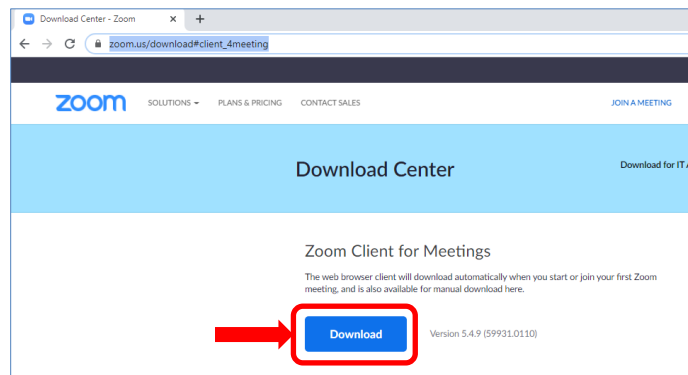 Download Center - Zoom
zoom.us/download#client_4meeting
zoom SOLUTIONS PLANS & PRICING CONTACT SALES JOIN A MEETING
Download Center Download for IT A
Zoom Client for Meetings
The web browser client will download automatically when you start or join your first Zoom
meeting, and is also available for manual download here.
Download Version 5.4.9 (59931.0110)